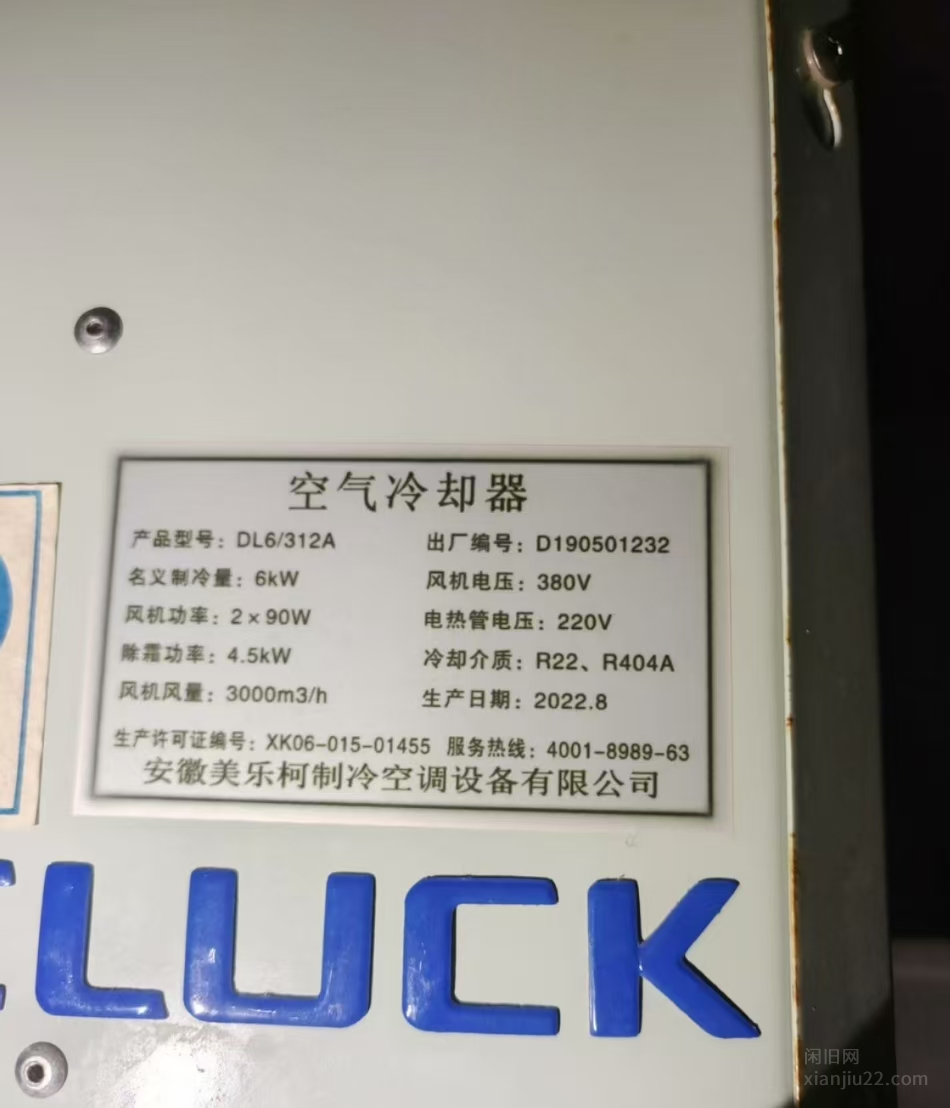 空气冷却器
产品型号：DL6/312A 出厂编号：D190501232
名义制冷量：6kW 风机电压：380V
风机功率：2×90W 电热管电压：220V
除霜功率：4.5kW 冷却介质：R22、R404A
风机风量：3000m3/h 生产日期：2022.8
生产许可证编号：XK06-015-01455 服务热线：4001-8989-63
安徽美乐柯制冷空调设备有限公司
LUCK
闲旧网
xianjiu22.com